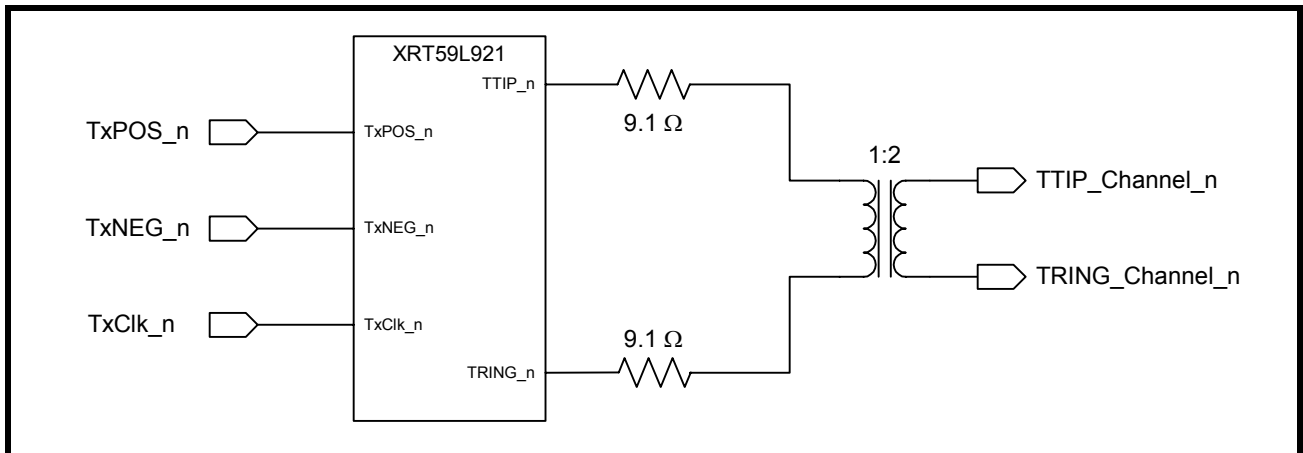 XRT59L921
TTIP_n
9.1 Ω
TxPOS_n
TxPOS_n
1:2
TTIP_Channel_n
TxNEG_n
TxNEG_n
TRING_Channel_n
TxClk_n
TxClk_n
9.1 Ω
TRING_n